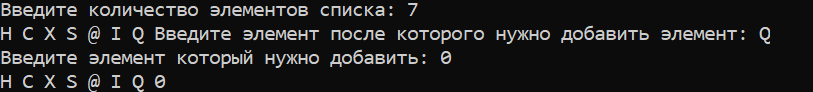 Введите количество элементов списка: 7
H C X S @ I Q Введите элемент после которого нужно добавить элемент: Q
Введите элемент который нужно добавить: 0
H C X S @ I Q 0